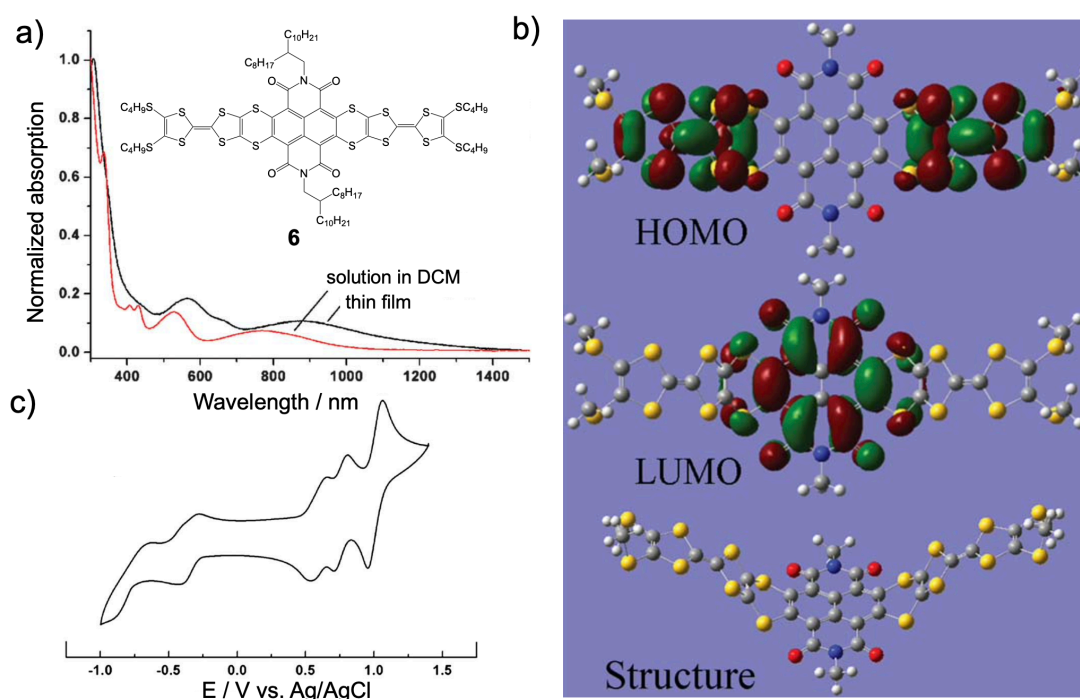 a)
Normalized absorption
1.0
0.8
0.6
0.4
0.2
0.0
400
600
800
1000
1200
1400
Wavelength / nm
solution in DCM
thin film
C10H21
C8H17
O N O
C4H9S S S S S S S SC4H9
C4H9S S S S S S S SC4H9
O N O
C8H17
C10H21
6
b)
HOMO
LUMO
Structure
c)
-1.0
-0.5
0.0
0.5
1.0
1.5
E / V vs. Ag/AgCl